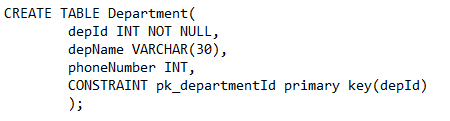 CREATE TABLE Department(
depId INT NOT NULL,
depName VARCHAR(30),
phoneNumber INT,
CONSTRAINT pk_departmentId primary key(depId)
);